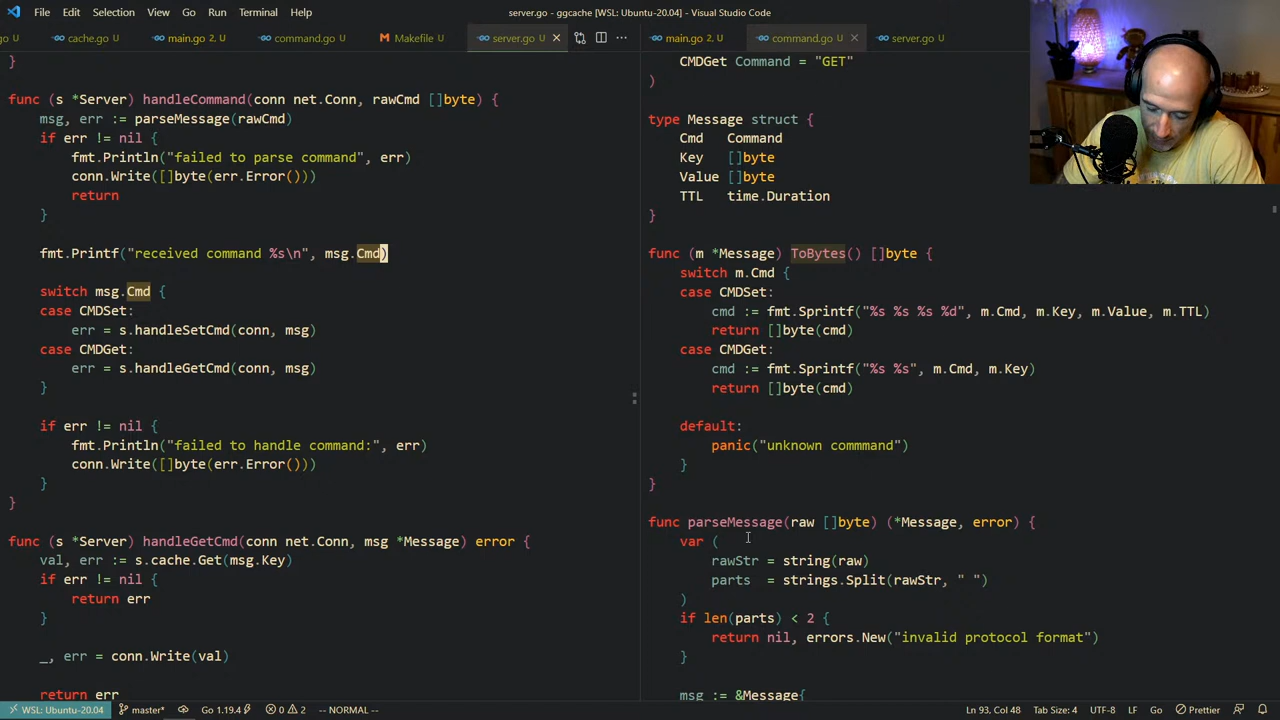 File Edit Selection View Go Run Terminal Help
server.go - ggcache [WSL: Ubuntu-20.04] - Visual Studio Code
go U
cache.go U
main.go 2, U
command.go U
Makefile U
server.go U
main.go 2, U
command.go U
server.go U
}
func (s *Server) handleCommand(conn net.Conn, rawCmd []byte) {
msg, err := parseMessage(rawCmd)
if err != nil {
fmt.Println("failed to parse command", err)
conn.Write([]byte(err.Error()))
return
}
fmt.Printf("received command %s\n", msg.Cmd)
switch msg.Cmd {
case CMDSet:
err = s.handleSetCmd(conn, msg)
case CMDGet:
err = s.handleGetCmd(conn, msg)
}
if err != nil {
fmt.Println("failed to handle command:", err)
conn.Write([]byte(err.Error()))
}
}
func (s *Server) handleGetCmd(conn net.Conn, msg *Message) error {
val, err := s.cache.Get(msg.Key)
if err != nil {
return err
}
_, err = conn.Write(val)
return err
CMDGet Command = "GET"
)
type Message struct {
Cmd Command
Key []byte
Value []byte
TTL time.Duration
}
func (m *Message) ToBytes() []byte {
switch m.Cmd {
case CMDSet:
cmd := fmt.Sprintf("%s %s %s %d", m.Cmd, m.Key, m.Value, m.TTL)
return []byte(cmd)
case CMDGet:
cmd := fmt.Sprintf("%s %s", m.Cmd, m.Key)
return []byte(cmd)
default:
panic("unknown commmand")
}
}
func parseMessage(raw []byte) (*Message, error) {
var (
rawStr = string(raw)
parts = strings.Split(rawStr, " ")
)
if len(parts) < 2 {
return nil, errors.New("invalid protocol format")
}
msg := &Message{
WSL: Ubuntu-20.04 master* Go 1.19.4 0 2 -- NORMAL -- Ln 93, Col 48 Tab Size: 4 UTF-8 LF Go Prettier